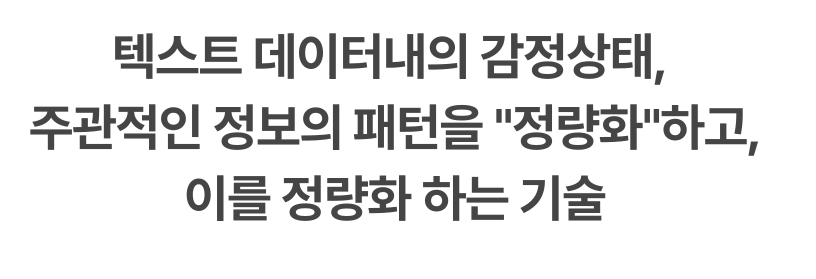 텍스트 데이터내의 감정상태,
주관적인 정보의 패턴을 "정량화"하고,
이를 정량화 하는 기술